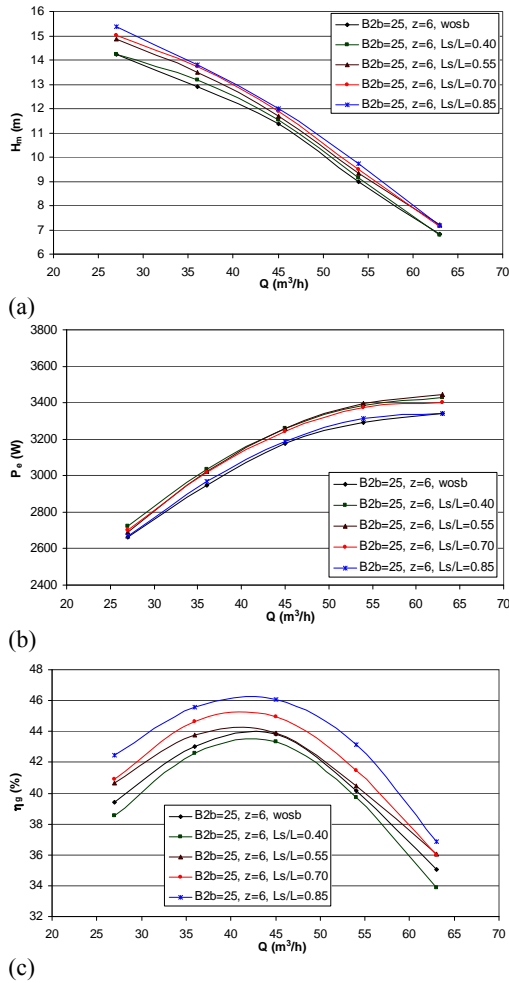 16
15
14
13
12
11
10
9
8
7
6
H_m (m)
B2b=25, z=6, wosb
B2b=25, z=6, Ls/L=0.40
B2b=25, z=6, Ls/L=0.55
B2b=25, z=6, Ls/L=0.70
B2b=25, z=6, Ls/L=0.85
20 25 30 35 40 45 50 55 60 65 70
Q (m³/h)
(a)
3800
3600
3400
3200
3000
2800
2600
2400
P_e (W)
B2b=25, z=6, wosb
B2b=25, z=6, Ls/L=0.40
B2b=25, z=6, Ls/L=0.55
B2b=25, z=6, Ls/L=0.70
B2b=25, z=6, Ls/L=0.85
20 25 30 35 40 45 50 55 60 65 70
Q (m³/h)
(b)
48
46
44
42
40
38
36
34
32
η_g (%)
B2b=25, z=6, wosb
B2b=25, z=6, Ls/L=0.40
B2b=25, z=6, Ls/L=0.55
B2b=25, z=6, Ls/L=0.70
B2b=25, z=6, Ls/L=0.85
20 25 30 35 40 45 50 55 60 65 70
Q (m³/h)
(c)